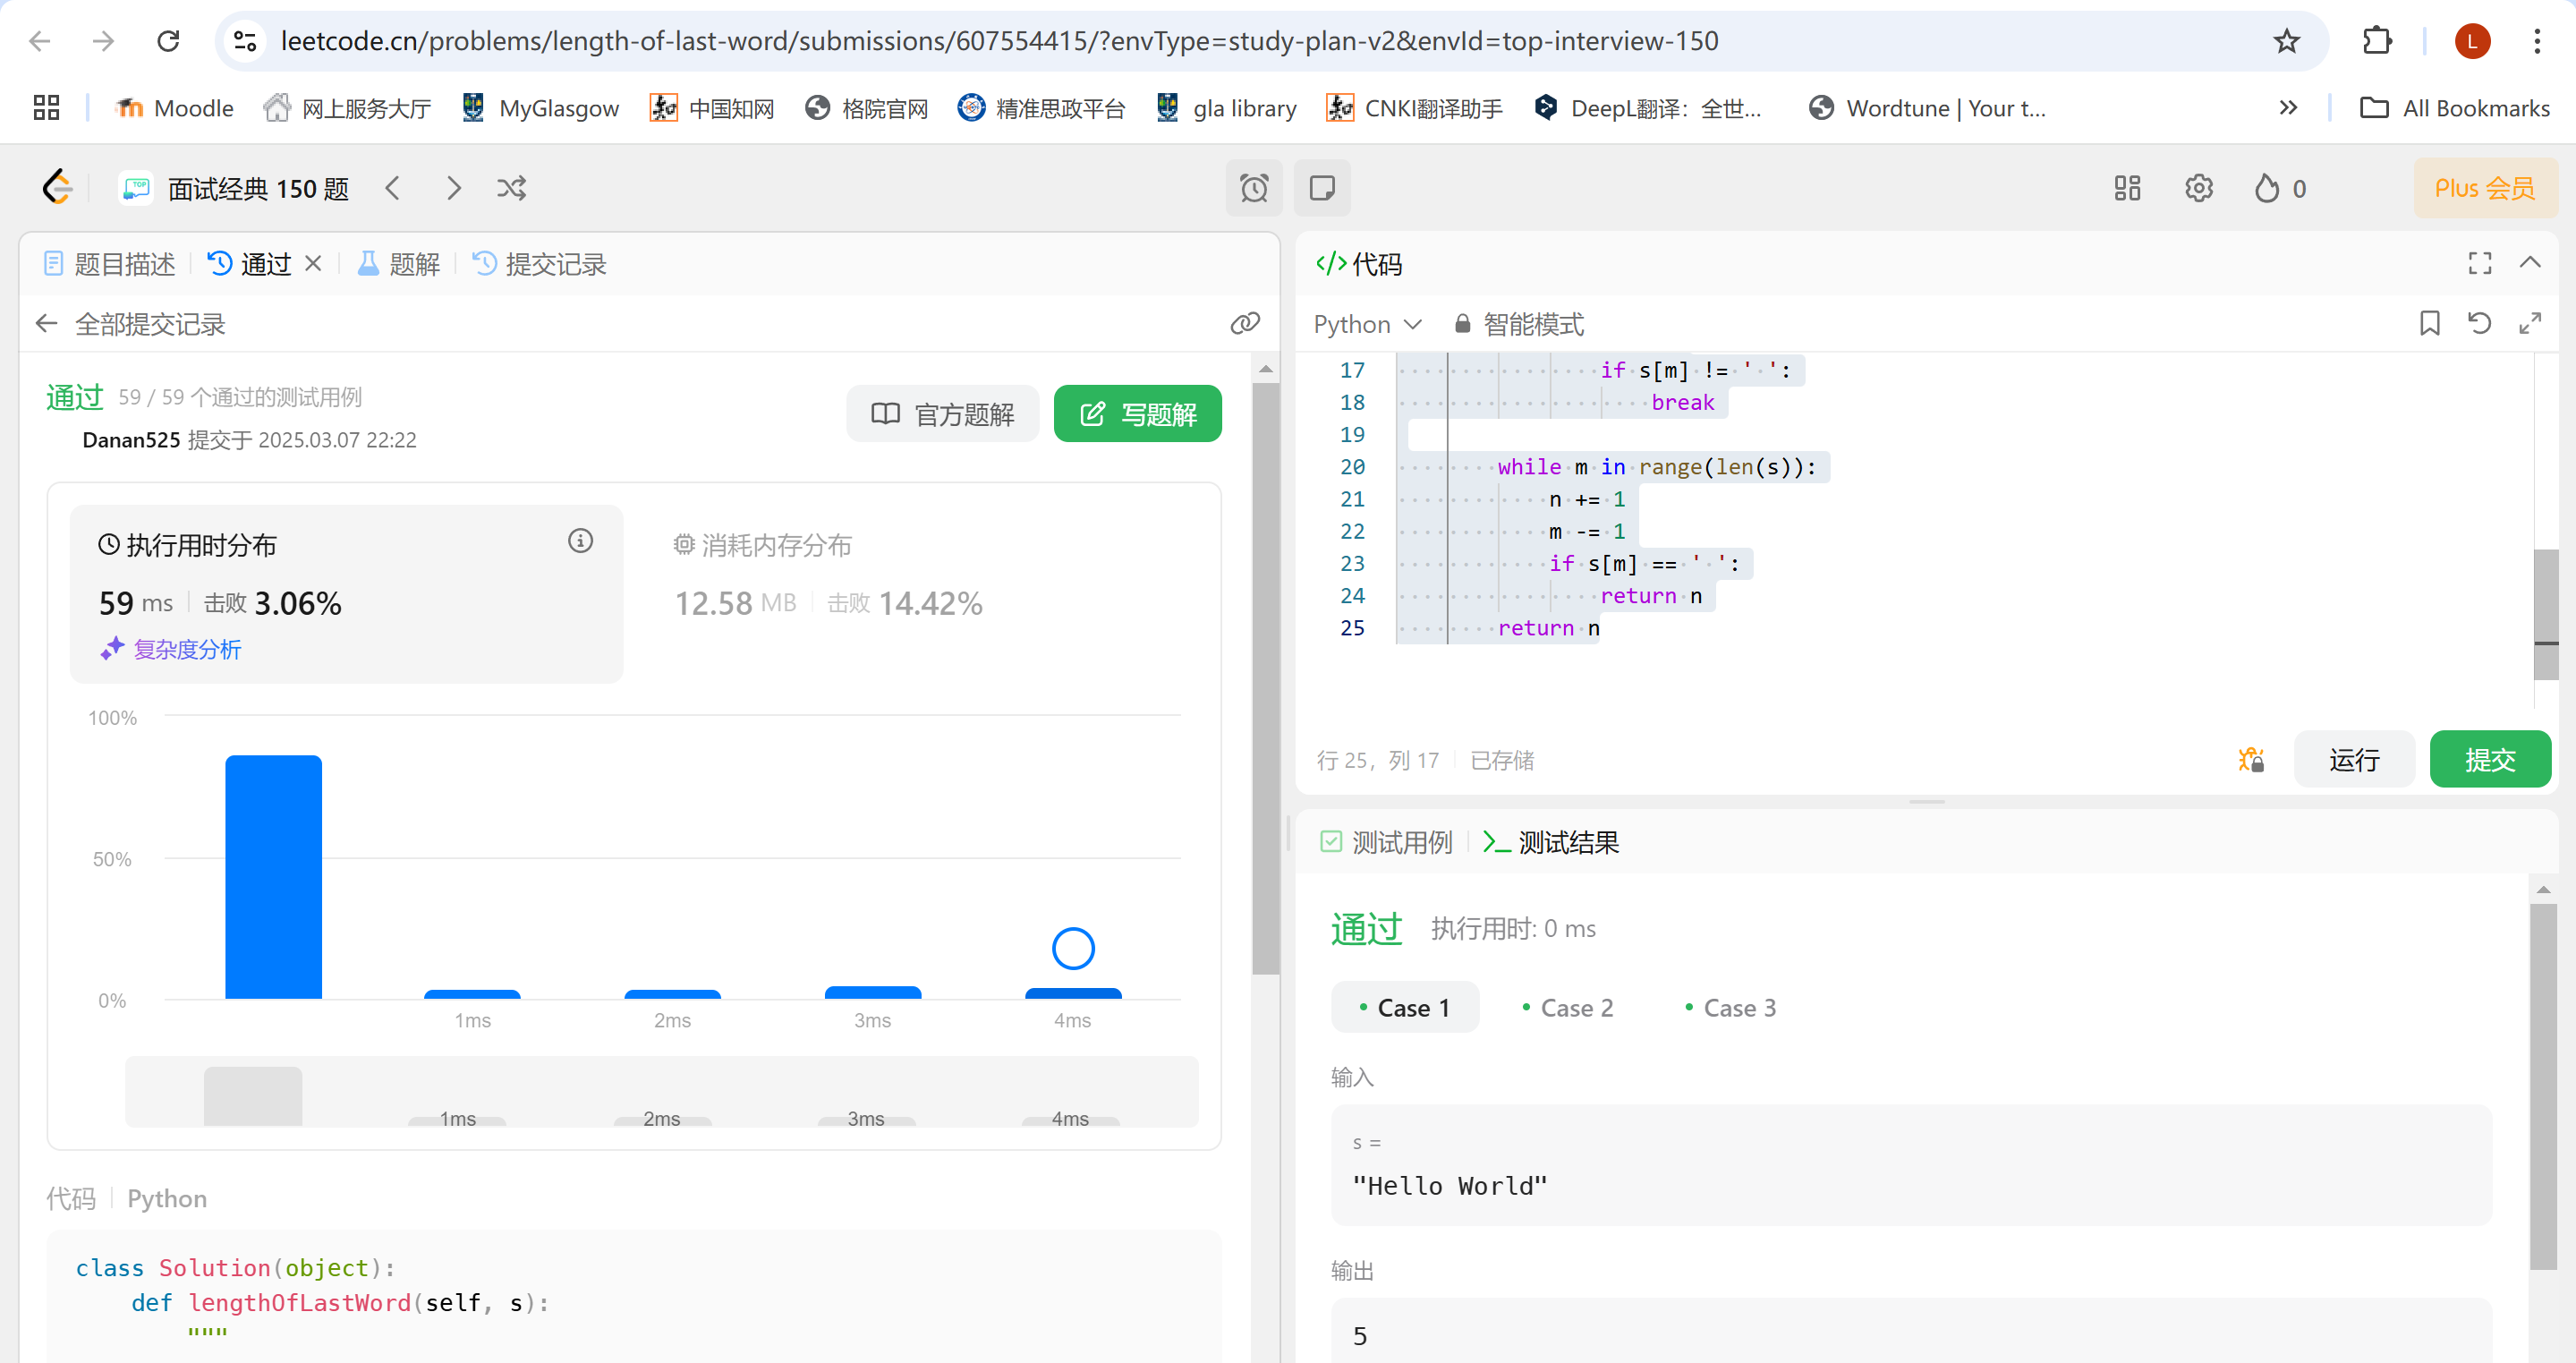 leetcode.cn/problems/length-of-last-word/submissions/607554415/?envType=study-plan-v2&envId=top-interview-150
L
Moodle
网上服务大厅
MyGlasgow
中国知网
格院官网
精准思政平台
gla library
CNKI翻译助手
DeepL翻译：全世...
Wordtune | Your t...
All Bookmarks
面试经典 150 题
0
Plus 会员
题目描述
通过
题解
提交记录
全部提交记录
通过 59 / 59 个通过的测试用例
Danan525 提交于 2025.03.07 22:22
官方题解
写题解
执行用时分布
59 ms 击败 3.06%
复杂度分析
消耗内存分布
12.58 MB 击败 14.42%
100%
50%
0%
1ms
2ms
3ms
4ms
1ms
2ms
3ms
4ms
代码 Python
class Solution(object):
def lengthOfLastWord(self, s):
"""
</>代码
Python
智能模式
17 if s[m] != ' ':
18 break
19
20 while m in range(len(s)):
21 n += 1
22 m -= 1
23 if s[m] == ' ':
24 return n
25 return n
行 25，列 17 已存储
运行
提交
测试用例
测试结果
通过 执行用时: 0 ms
Case 1
Case 2
Case 3
输入
s =
"Hello World"
输出
5